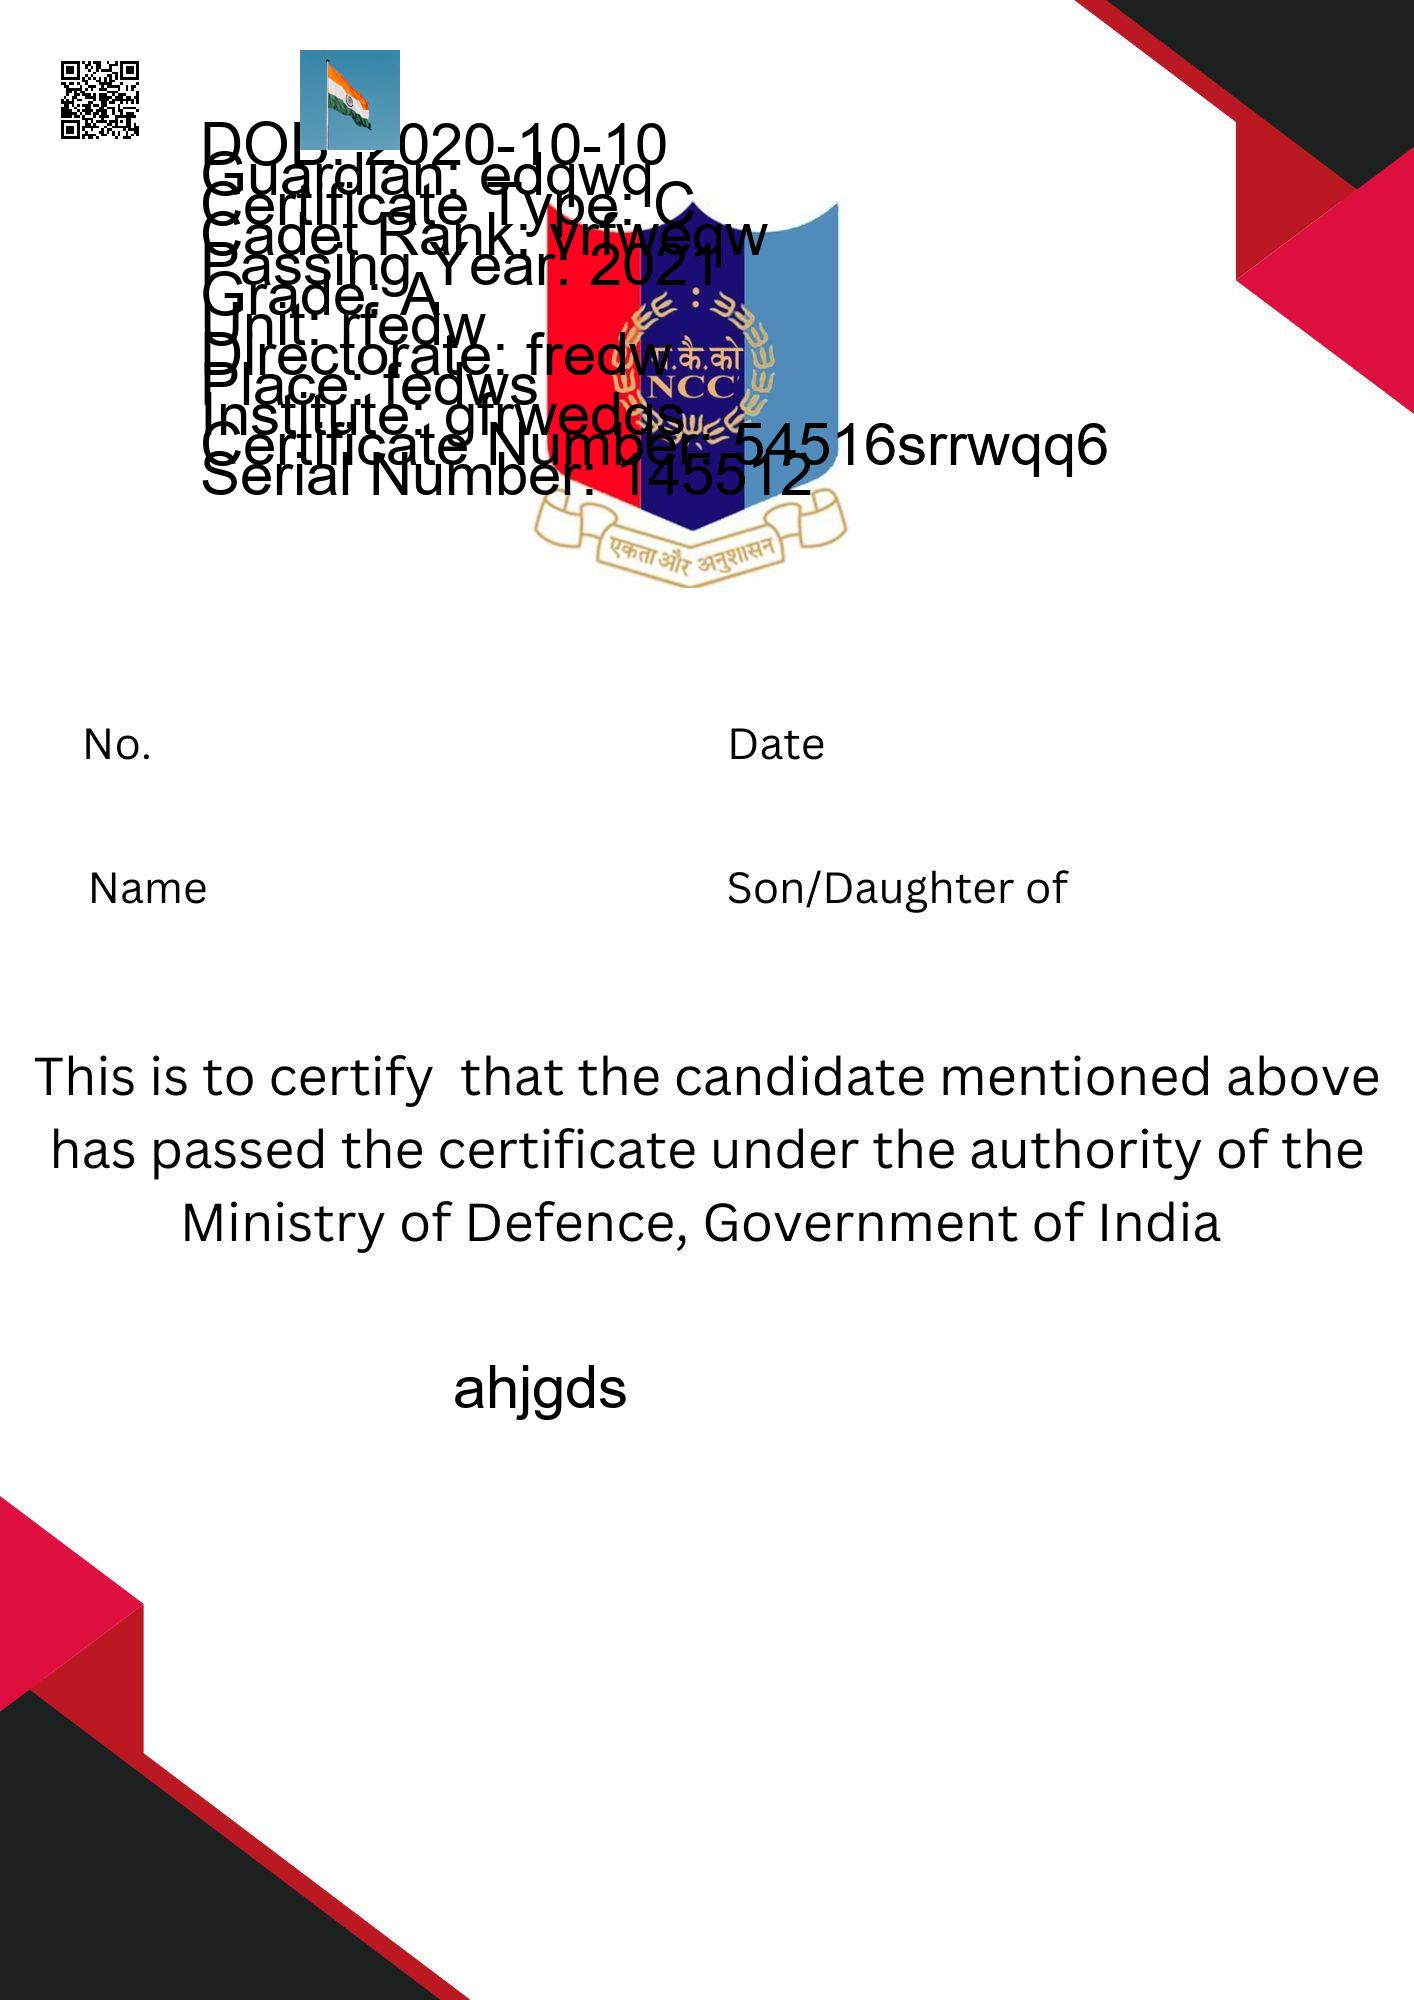 DOB: 2020-10-10
Guardian: edqwq
Certificate Type: C
Cadet Rank: vrfweqw
Passing Year: 2021
Grade: A
Unit: rfedw
Directorate: fredw
Place: fedws
Institute: gfrwedqs
Certificate Number: 54516srrwqq6
Serial Number: 145512
.कै.को
NCC
एकता और अनुशासन
No.
Date
Name
Son/Daughter of
This is to certify that the candidate mentioned above
has passed the certificate under the authority of the
Ministry of Defence, Government of India
ahjgds